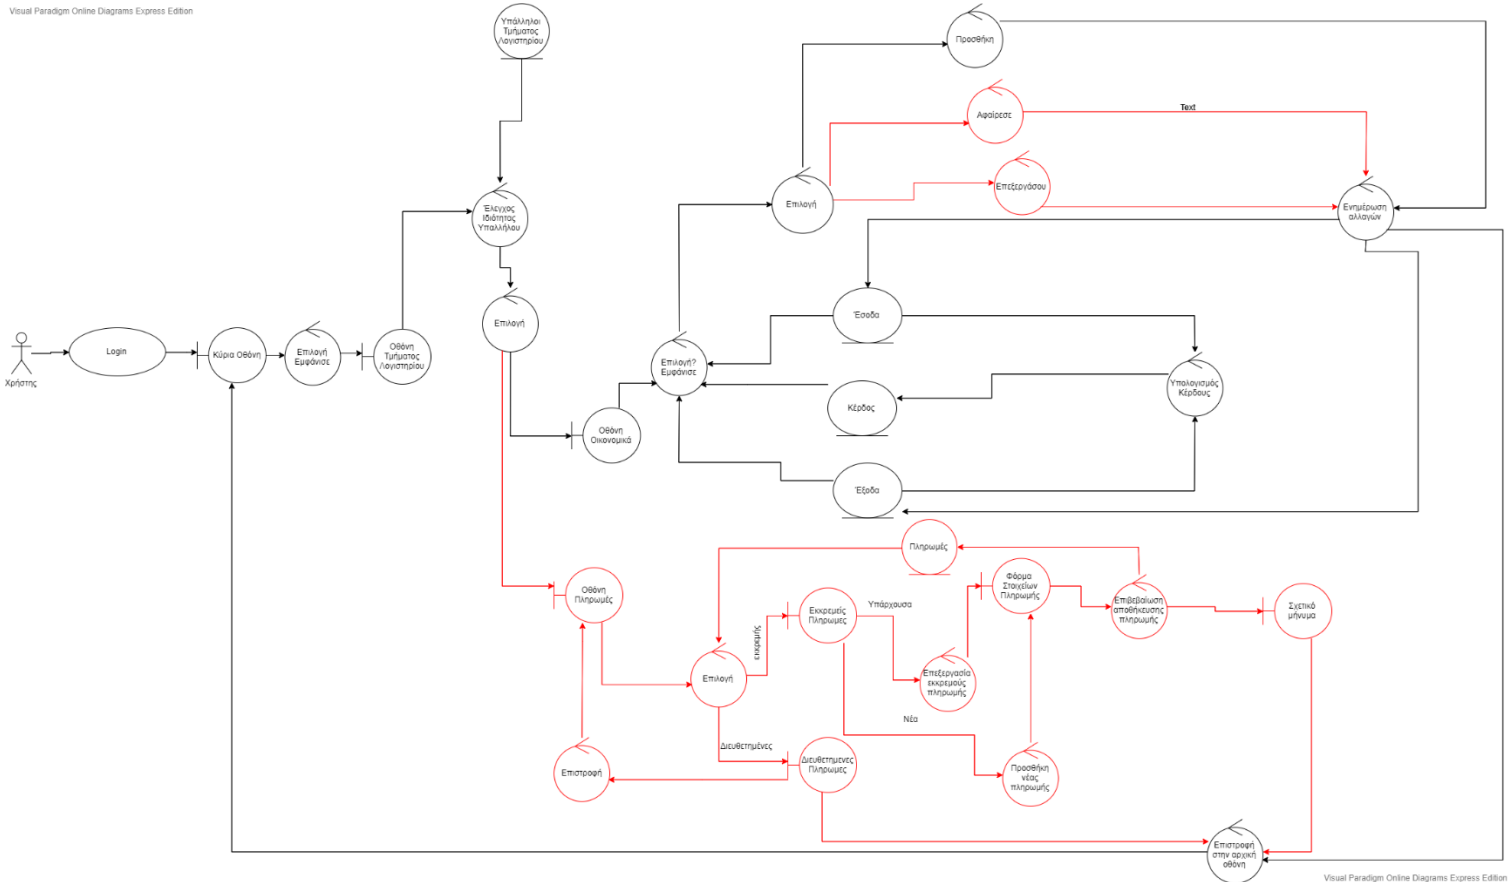 Visual Paradigm Online Diagrams Express Edition
Υπάλληλοι
Τμήματος
Λογιστηρίου
Προσθήκη
Text
Αφαίρεσε
Επεξεργάσου
Επιλογή
Ενημέρωση
αλλαγών
Έλεγχος
Ιδιότητας
Υπαλλήλου
Επιλογή
Έσοδα
Χρήστης
Login
Κύρια Οθόνη
Επιλογή
Εμφάνισε
Οθόνη
Τμήματος
Λογιστηρίου
Επιλογή?
Εμφάνισε
Υπολογισμός
Κέρδους
Κέρδος
Οθόνη
Οικονομικά
Έξοδα
Πληρωμές
Οθόνη
Πληρωμές
Εκκρεμείς
Πληρωμες
Υπάρχουσα
Φόρμα
Στοιχείων
Πληρωμής
Επιβεβαίωση
αποθήκευσης
πληρωμής
Σχετικό
μήνυμα
εκκρεμής
Επιλογή
Επεξεργασία
εκκρεμούς
πληρωμής
Νέα
Διευθετημένες
Διευθετημενες
Πληρωμες
Επιστροφή
Προσθήκη
νέας
πληρωμής
Επιστροφή
στην αρχική
οθόνη
Visual Paradigm Online Diagrams Express Edition